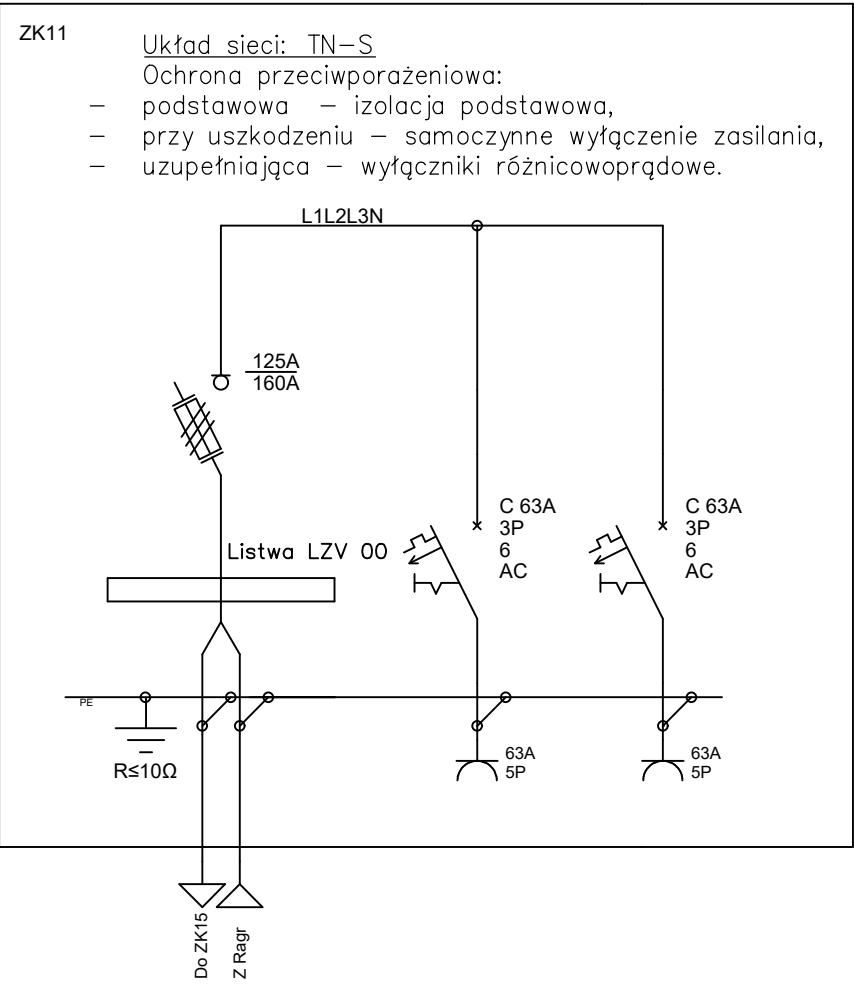 ZK11
Układ sieci: TN-S
Ochrona przeciwporażeniowa:
- podstawowa - izolacja podstawowa,
- przy uszkodzeniu - samoczynne wyłączenie zasilania,
- uzupełniająca - wyłączniki różnicowoprądowe.
L1L2L3N
125A
160A
Listwa LZV 00
C 63A
3P
6
AC
C 63A
3P
6
AC
PE
R≤10Ω
63A
5P
63A
5P
Do ZK15
Z Ragr